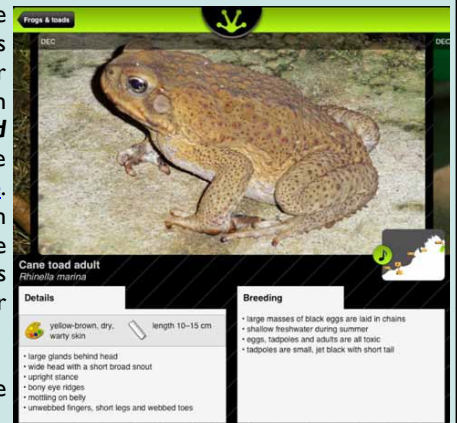 e
s
r
n
d
e
.
n
e
s
r
e
Frogs & toads
DEC
DEC
Cane toad adult
Rhinella marina
Details
yellow-brown, dry,
warty skin
length 10–15 cm
• large glands behind head
• wide head with a short broad snout
• upright stance
• bony eye ridges
• mottling on belly
• unwebbed fingers, short legs and webbed toes
Breeding
• large masses of black eggs are laid in chains
• shallow freshwater during summer
• eggs, tadpoles and adults are all toxic
• tadpoles are small, jet black with short tail